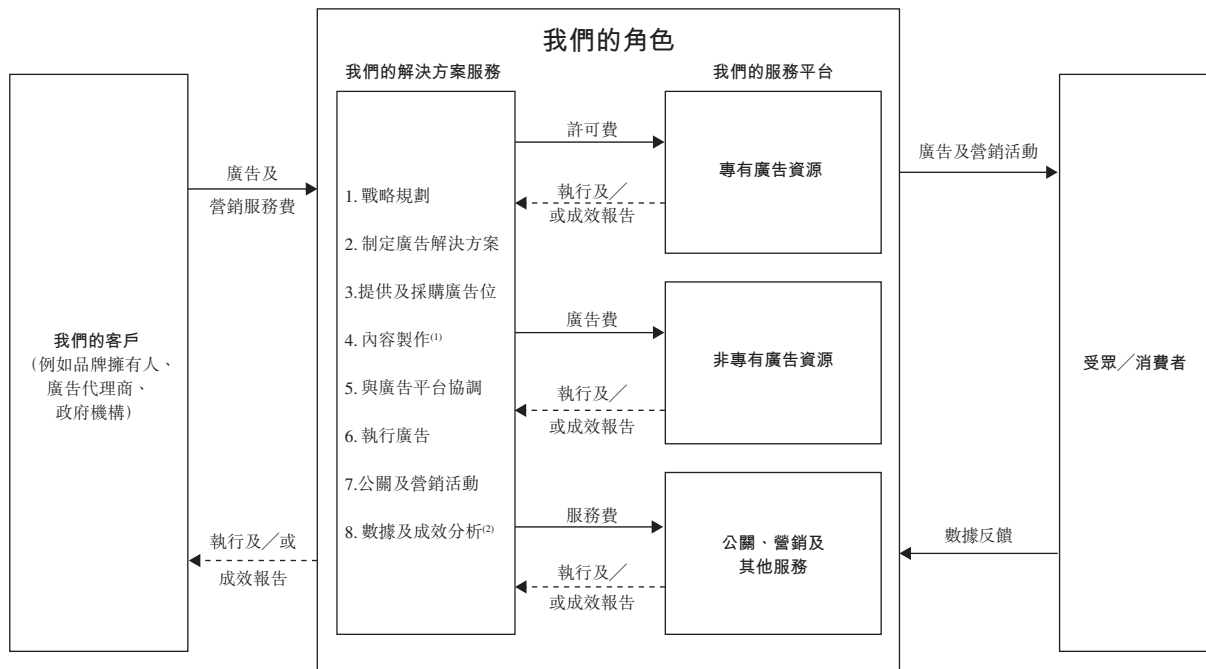 我們的角色
我們的解決方案服務
我們的服務平台
我們的客戶
(例如品牌擁有人、
廣告代理商、
政府機構)
廣告及
營銷服務費
執行及／或
成效報告
1. 戰略規劃
2. 制定廣告解決方案
3.提供及採購廣告位
4. 內容製作(1)
5. 與廣告平台協調
6. 執行廣告
7.公關及營銷活動
8. 數據及成效分析(2)
許可費
執行及／
或成效報告
廣告費
執行及／
或成效報告
服務費
執行及／
或成效報告
專有廣告資源
非專有廣告資源
公關、營銷及
其他服務
廣告及營銷活動
數據反饋
受眾／消費者